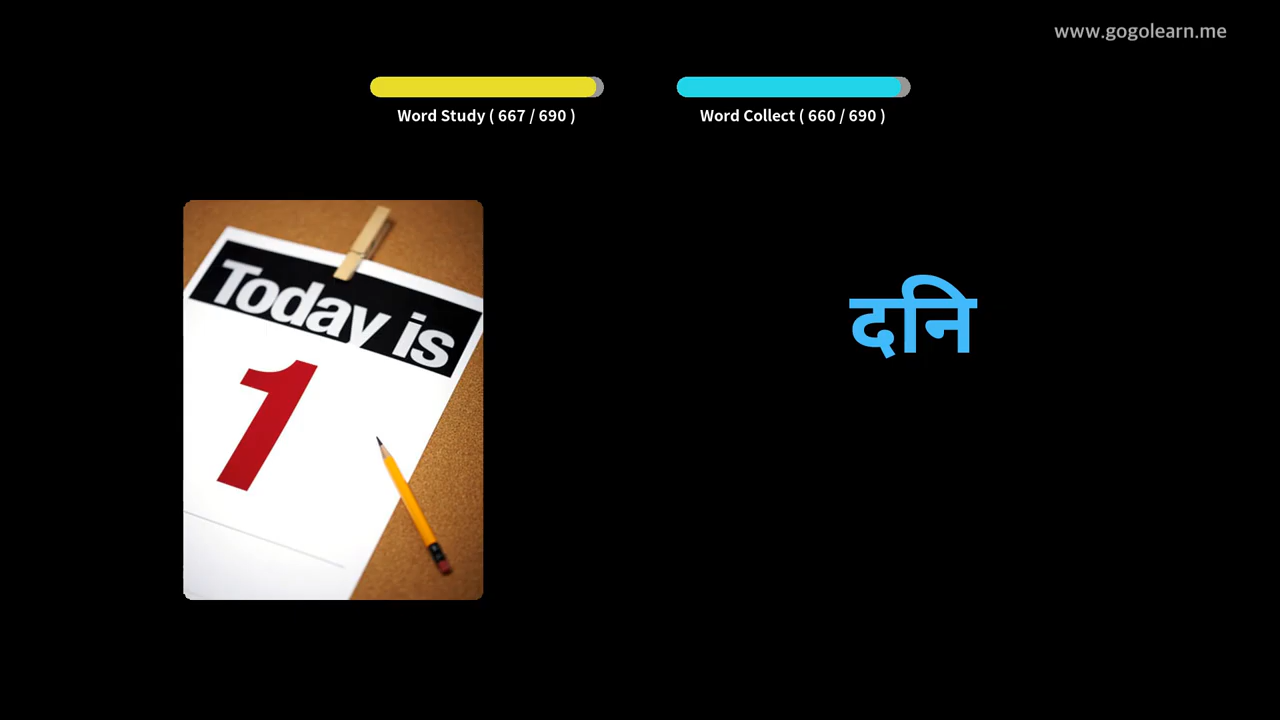 www.gogolearn.me
Word Study ( 667 / 690 )
Word Collect ( 660 / 690 )
Today is
1
दनि